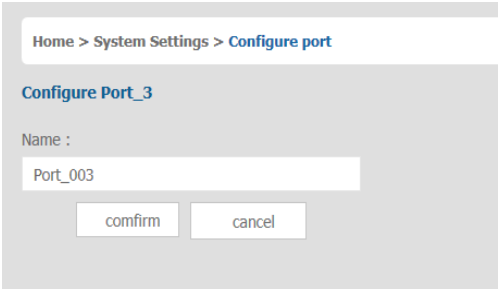 Home > System Settings > Configure port
Configure Port_3
Name :
Port_003
comfirm cancel